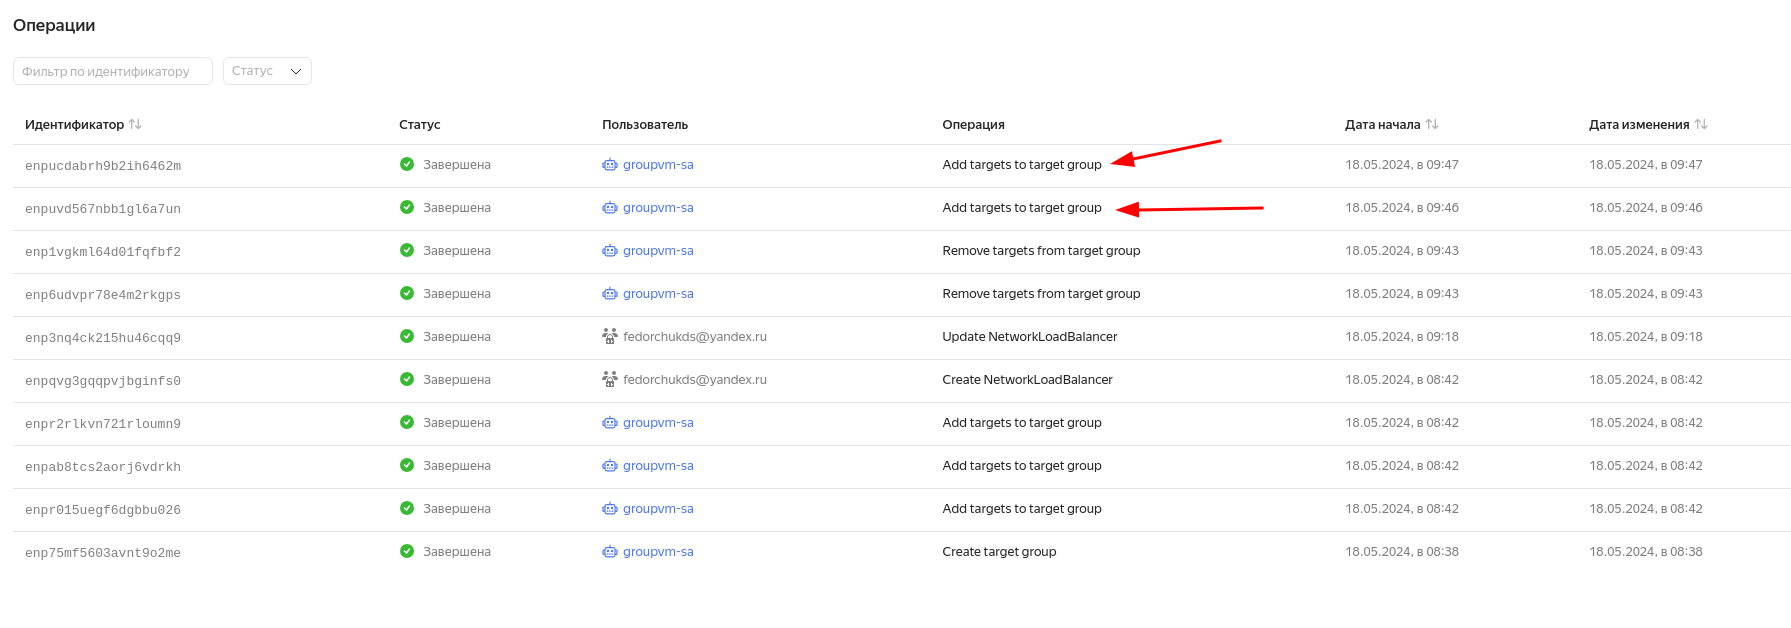 Операции
Фильтр по идентификатору Статус
Идентификатор Статус Пользователь Операция Дата начала Дата изменения
enpucdabrh9b2ih6462m Завершена groupvm-sa Add targets to target group 18.05.2024, в 09:47 18.05.2024, в 09:47
enpuvd567nbb1gl6a7un Завершена groupvm-sa Add targets to target group 18.05.2024, в 09:46 18.05.2024, в 09:46
enp1vgkml64d01fqfbf2 Завершена groupvm-sa Remove targets from target group 18.05.2024, в 09:43 18.05.2024, в 09:43
enp6udvpr78e4m2rkgps Завершена groupvm-sa Remove targets from target group 18.05.2024, в 09:43 18.05.2024, в 09:43
enp3nq4ck215hu46cqq9 Завершена fedorchukds@yandex.ru Update NetworkLoadBalancer 18.05.2024, в 09:18 18.05.2024, в 09:18
enpqvg3gqqpvjbginfs0 Завершена fedorchukds@yandex.ru Create NetworkLoadBalancer 18.05.2024, в 08:42 18.05.2024, в 08:42
enpr2rlkvn721rloumn9 Завершена groupvm-sa Add targets to target group 18.05.2024, в 08:42 18.05.2024, в 08:42
enpab8tcs2aorj6vdrkh Завершена groupvm-sa Add targets to target group 18.05.2024, в 08:42 18.05.2024, в 08:42
enpr015uegf6dgbbu026 Завершена groupvm-sa Add targets to target group 18.05.2024, в 08:42 18.05.2024, в 08:42
enp75mf5603avnt9o2me Завершена groupvm-sa Create target group 18.05.2024, в 08:38 18.05.2024, в 08:38